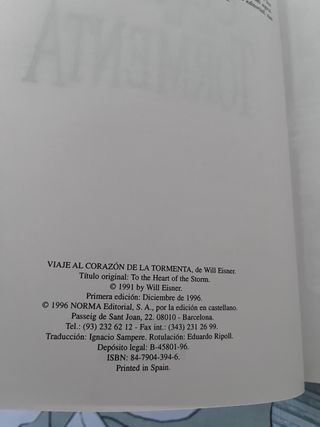 TORMENTA
VIAJE AL CORAZÓN DE LA TORMENTA, de Will Eisner.
Título original: To the Heart of the Storm.
© 1991 by Will Eisner.
Primera edición: Diciembre de 1996.
© 1996 NORMA Editorial, S. A., por la edición en castellano.
Passeig de Sant Joan, 22. 08010 - Barcelona.
Tel.: (93) 232 62 12 - Fax int.: (343) 231 26 99.
Traducción: Ignacio Sampere. Rotulación: Eduardo Ripoll.
Depósito legal: B-45801-96.
ISBN: 84-7904-394-6.
Printed in Spain.